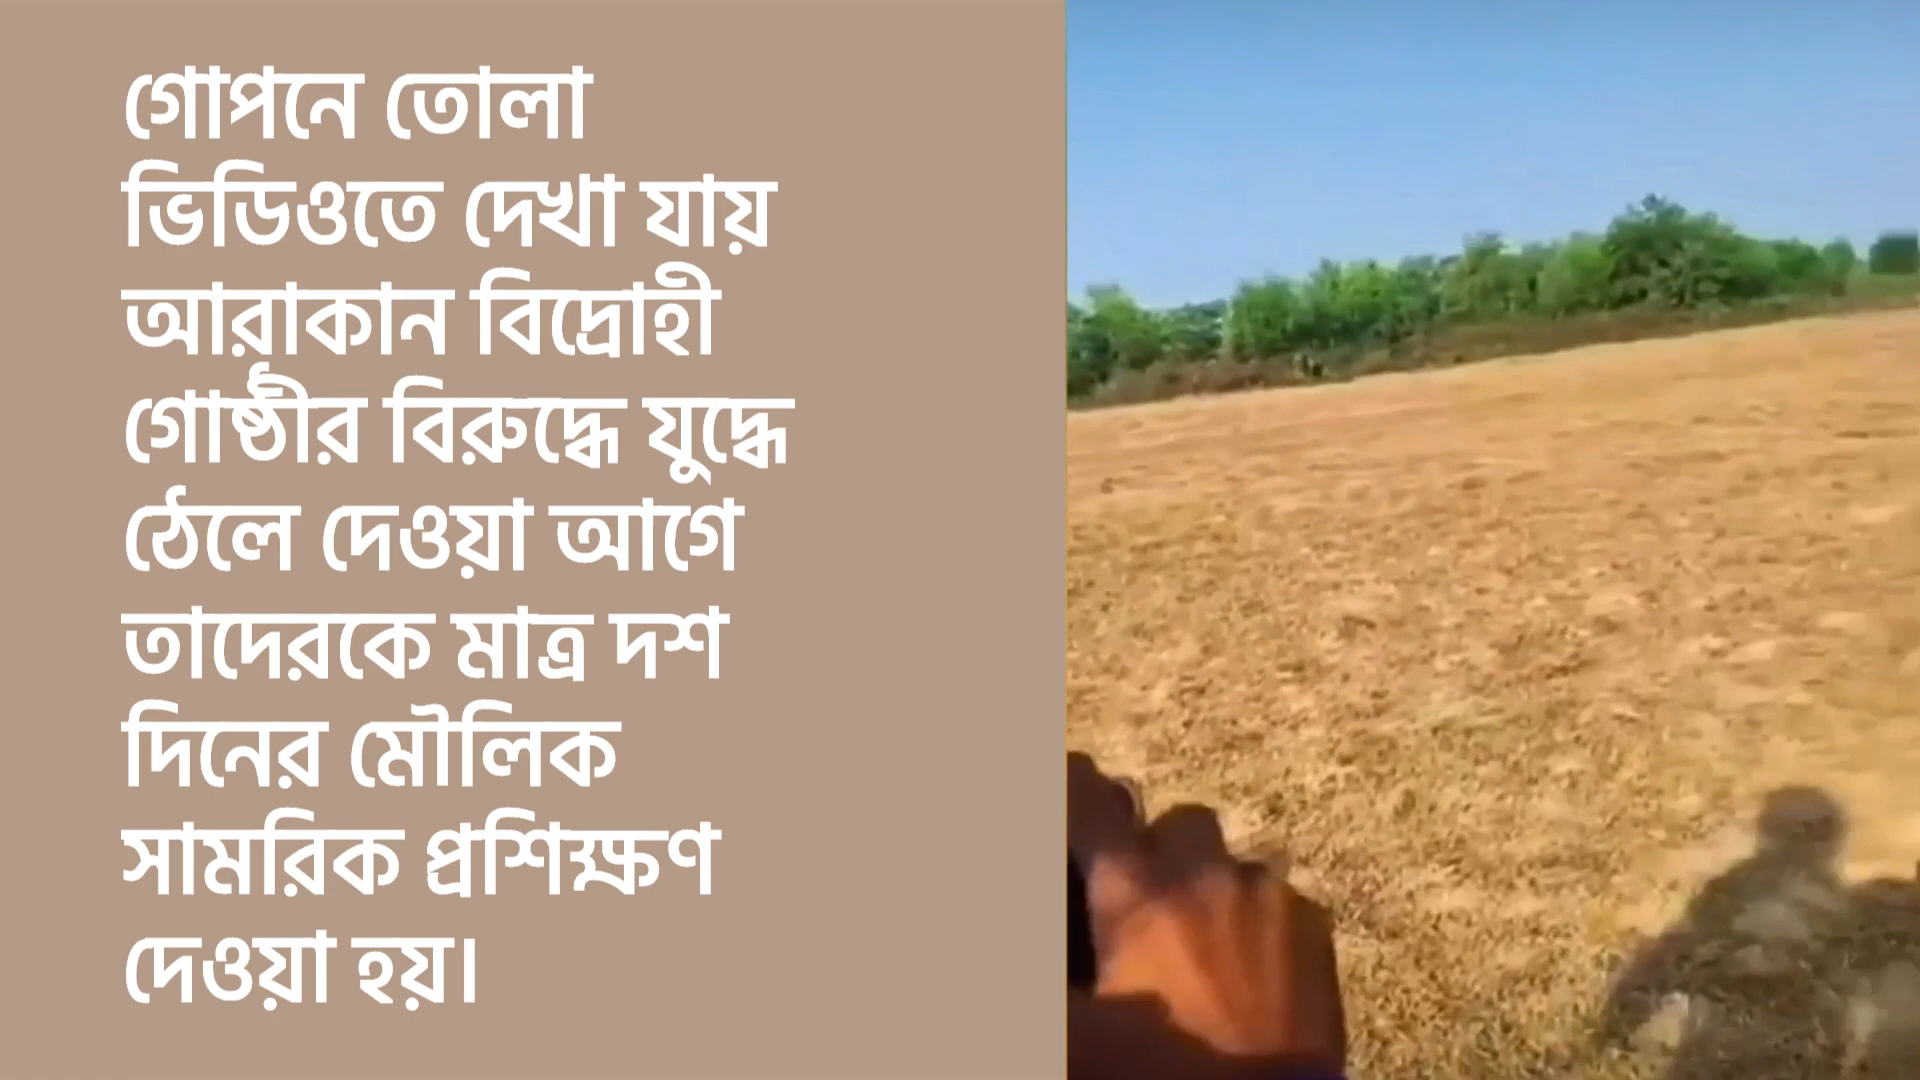 গোপনে তোলা
ভিডিওতে দেখা যায়
আরাকান বিদ্রোহী
গোষ্ঠীর বিরুদ্ধে যুদ্ধে
ঠেলে দেওয়া আগে
তাদেরকে মাত্র দশ
দিনের মৌলিক
সামরিক প্রশিক্ষণ
দেওয়া হয়।